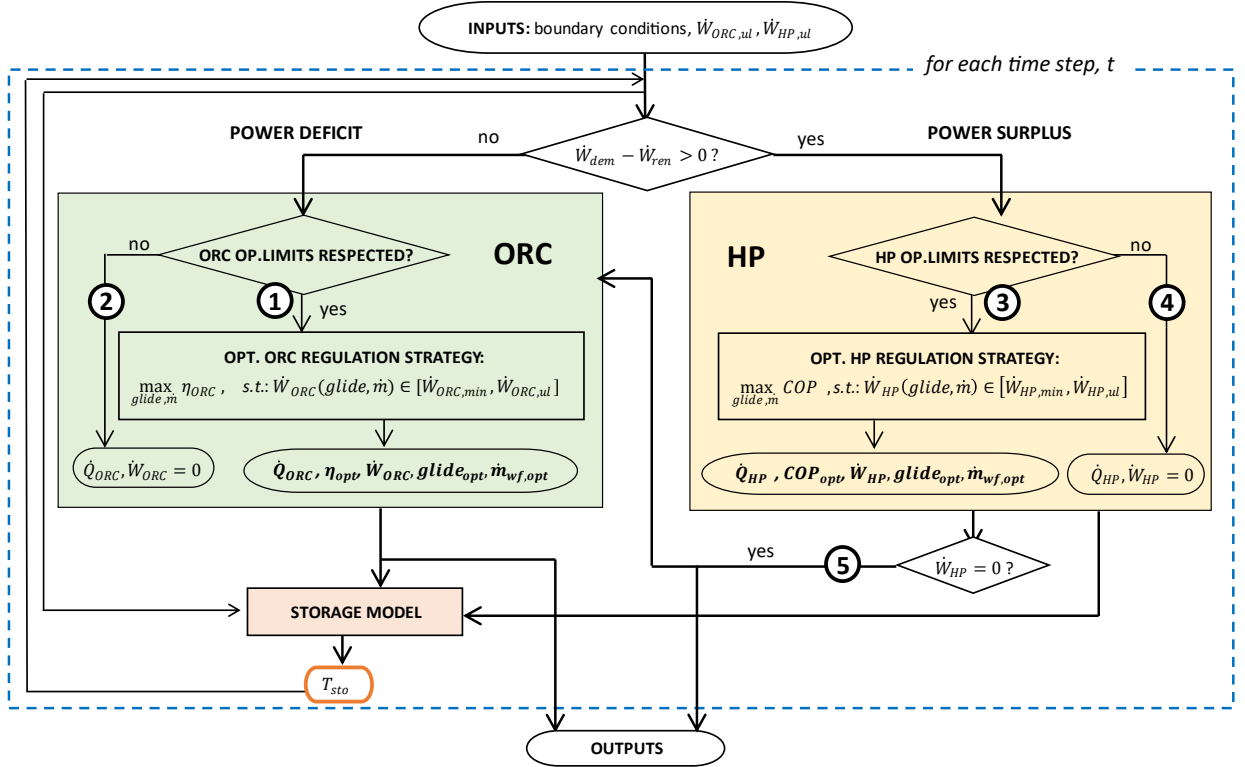 INPUTS: boundary conditions, Ẇ_ORC,ul , Ẇ_HP,ul
for each time step, t
POWER DEFICIT
no
yes
POWER SURPLUS
Ẇ_dem − Ẇ_ren > 0 ?
no
ORC OP.LIMITS RESPECTED?
ORC
HP
HP OP.LIMITS RESPECTED?
no
2
1
yes
yes
3
4
OPT. ORC REGULATION STRATEGY:
max_glide,ṁ η_ORC , s.t.: Ẇ_ORC(glide, ṁ) ∈ [Ẇ_ORC,min , Ẇ_ORC,ul]
OPT. HP REGULATION STRATEGY:
max_glide,ṁ COP , s.t.: Ẇ_HP(glide, ṁ) ∈ [Ẇ_HP,min , Ẇ_HP,ul]
Q̇_ORC, Ẇ_ORC = 0
Q̇_ORC , η_opt, Ẇ_ORC, glide_opt, ṁ_wf,opt
Q̇_HP , COP_opt, Ẇ_HP, glide_opt, ṁ_wf,opt
Q̇_HP, Ẇ_HP = 0
yes
5
Ẇ_HP = 0 ?
STORAGE MODEL
T_sto
OUTPUTS